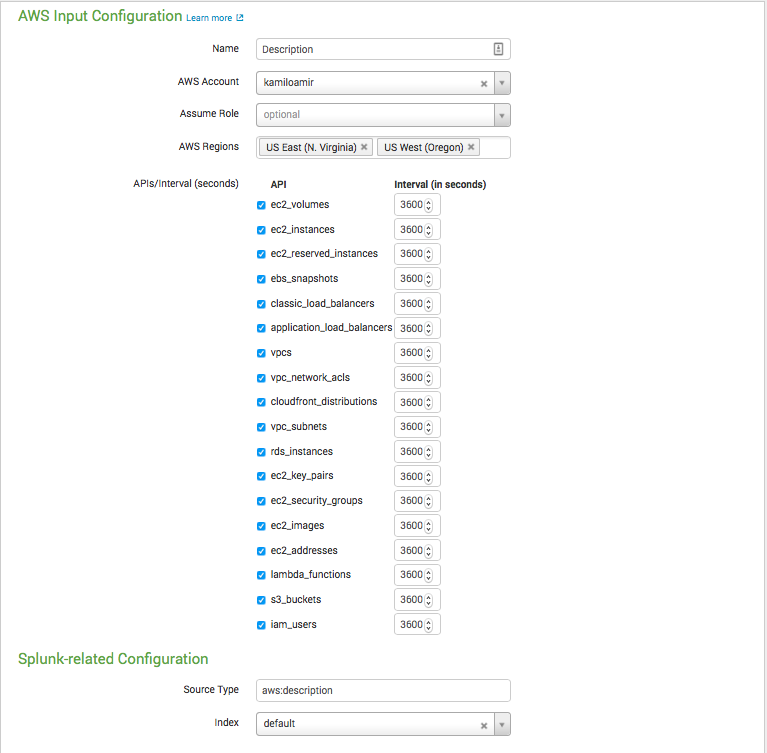 AWS Input Configuration Learn more
Name Description
AWS Account kamiloamir
Assume Role optional
AWS Regions US East (N. Virginia) US West (Oregon)
APIs/Interval (seconds) API Interval (in seconds)
ec2_volumes 3600
ec2_instances 3600
ec2_reserved_instances 3600
ebs_snapshots 3600
classic_load_balancers 3600
application_load_balancers 3600
vpcs 3600
vpc_network_acls 3600
cloudfront_distributions 3600
vpc_subnets 3600
rds_instances 3600
ec2_key_pairs 3600
ec2_security_groups 3600
ec2_images 3600
ec2_addresses 3600
lambda_functions 3600
s3_buckets 3600
iam_users 3600
Splunk-related Configuration
Source Type aws:description
Index default